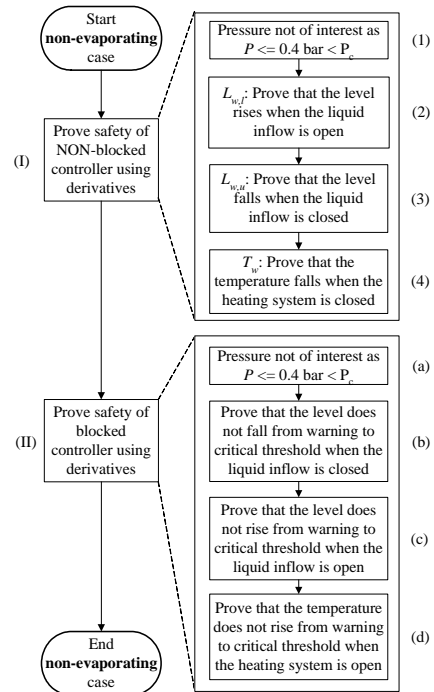 Start
non-evaporating
case
(I)
Prove safety of
NON-blocked
controller using
derivatives
Pressure not of interest as
P <= 0.4 bar < P_c
(1)
L_{w,l}: Prove that the level
rises when the liquid
inflow is open
(2)
L_{w,u}: Prove that the level
falls when the liquid
inflow is closed
(3)
T_w: Prove that the
temperature falls when the
heating system is closed
(4)
(II)
Prove safety of
blocked
controller using
derivatives
Pressure not of interest as
P <= 0.4 bar < P_c
(a)
Prove that the level does
not fall from warning to
critical threshold when the
liquid inflow is closed
(b)
Prove that the level does
not rise from warning to
critical threshold when the
liquid inflow is open
(c)
Prove that the temperature
does not rise from warning
to critical threshold when
the heating system is open
(d)
End
non-evaporating
case